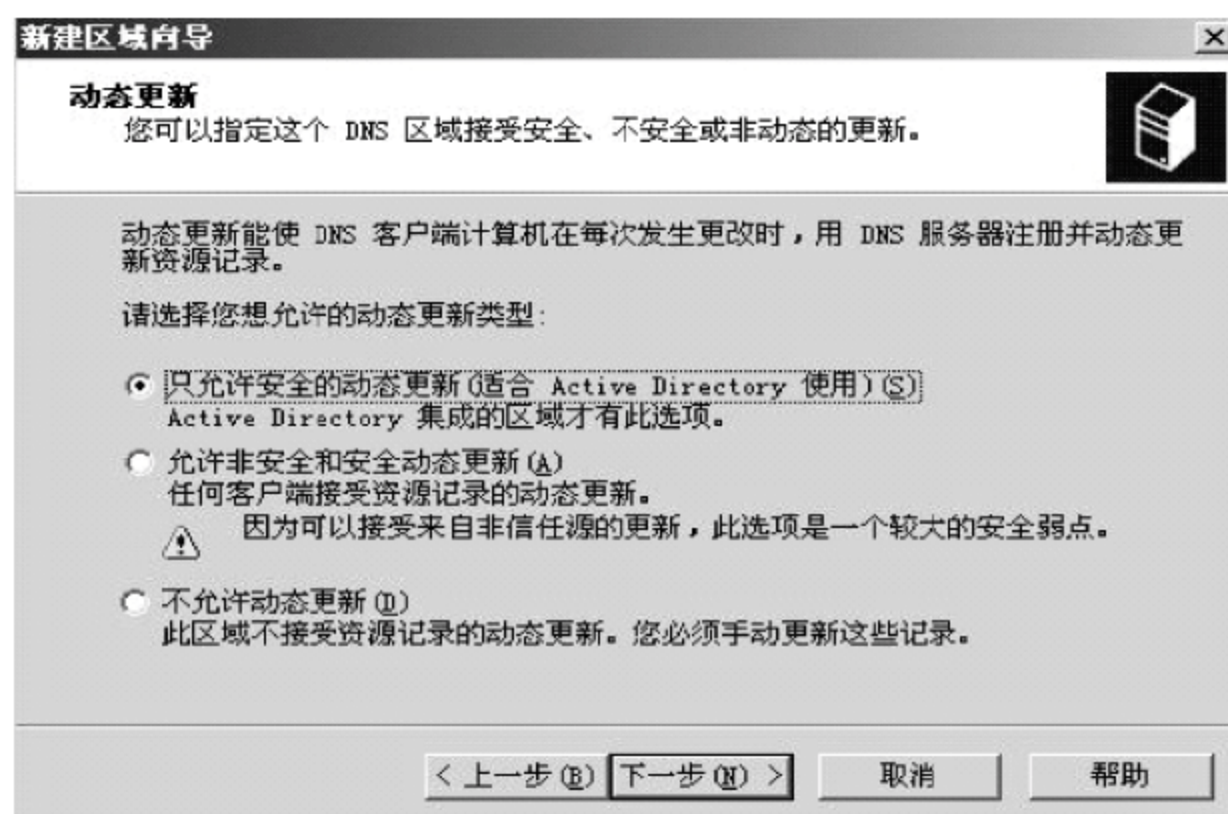 新建区域向导
动态更新
您可以指定这个 DNS 区域接受安全、不安全或非动态的更新。
动态更新能使 DNS 客户端计算机在每次发生更改时，用 DNS 服务器注册并动态更
新资源记录。
请选择您想允许的动态更新类型:
只允许安全的动态更新(适合 Active Directory 使用)(S)
Active Directory 集成的区域才有此选项。
允许非安全和安全动态更新(A)
任何客户端接受资源记录的动态更新。
因为可以接受来自非信任源的更新，此选项是一个较大的安全弱点。
不允许动态更新(D)
此区域不接受资源记录的动态更新。您必须手动更新这些记录。
< 上一步(B) 下一步(N) > 取消 帮助